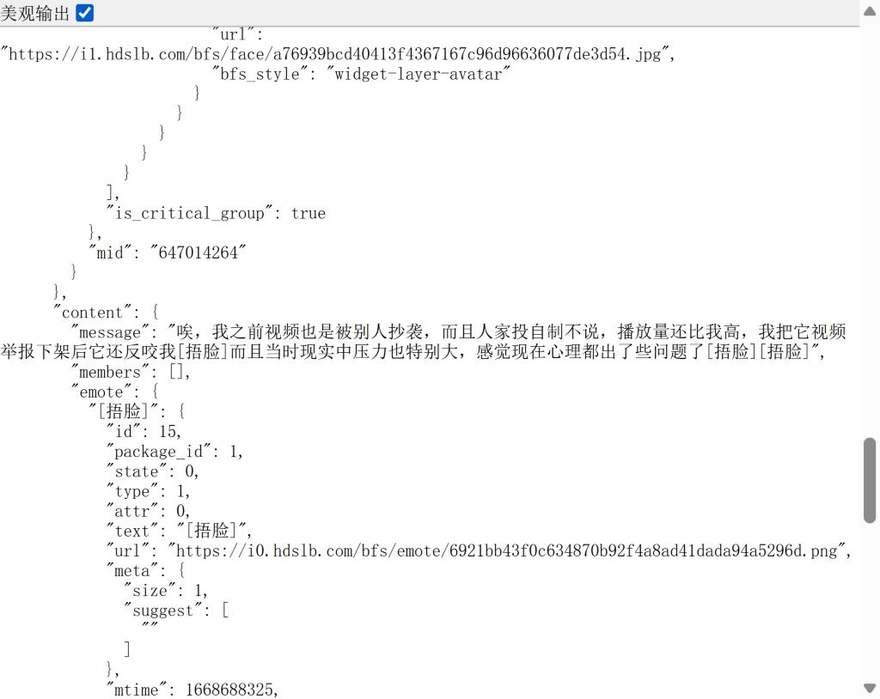 美观输出
"url":
"https://i1.hdslb.com/bfs/face/a76939bcd40413f4367167c96d96636077de3d54.jpg",
"bfs_style": "widget-layer-avatar"
}
}
}
}
}
],
"is_critical_group": true
},
"mid": "647014264"
}
},
"content": {
"message": "唉，我之前视频也是被别人抄袭，而且人家投自制不说，播放量还比我高，我把它视频
举报下架后它还反咬我[捂脸]而且当时现实中压力也特别大，感觉现在心理都出了些问题了[捂脸][捂脸]",
"members": [],
"emote": {
"[捂脸]": {
"id": 15,
"package_id": 1,
"state": 0,
"type": 1,
"attr": 0,
"text": "[捂脸]",
"url": "https://i0.hdslb.com/bfs/emote/6921bb43f0c634870b92f4a8ad41dada94a5296d.png",
"meta": {
"size": 1,
"suggest": [
""
]
},
"mtime": 1668688325,